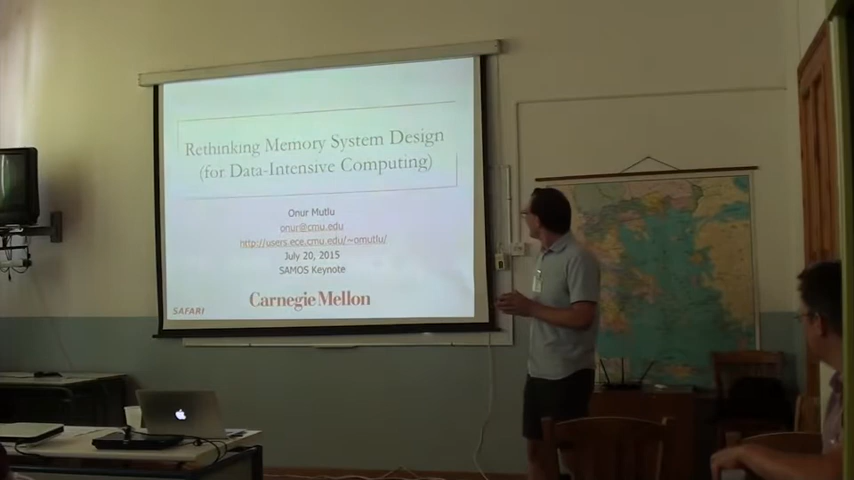 Rethinking Memory System Design
(for Data-Intensive Computing)
Onur Mutlu
onur@cmu.edu
http://users.ece.cmu.edu/~omutlu/
July 20, 2015
SAMOS Keynote
Carnegie Mellon
SAFARI